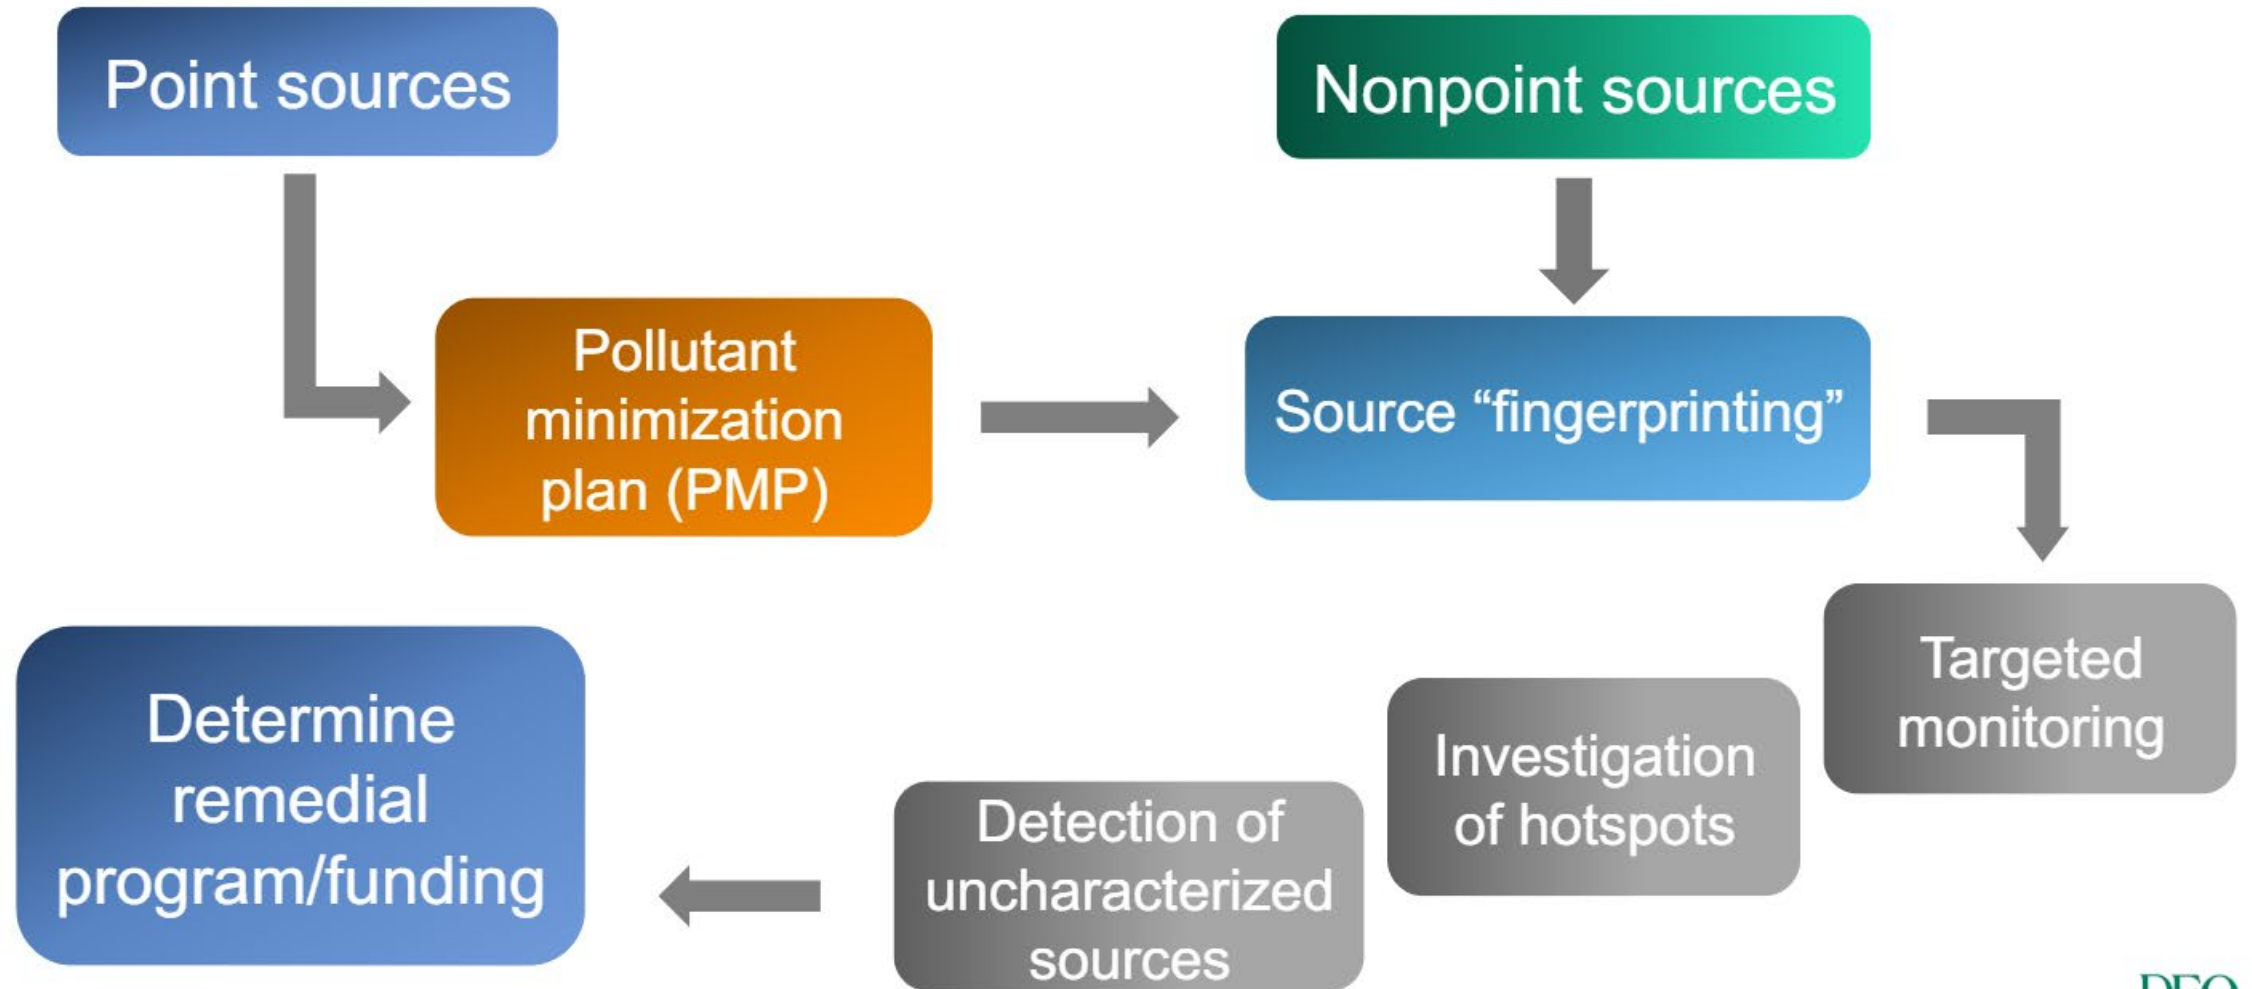 Point sources
Nonpoint sources
Pollutant
minimization
plan (PMP)
Source “fingerprinting”
Targeted
monitoring
Investigation
of hotspots
Detection of
uncharacterized
sources
Determine
remedial
program/funding
DEQ